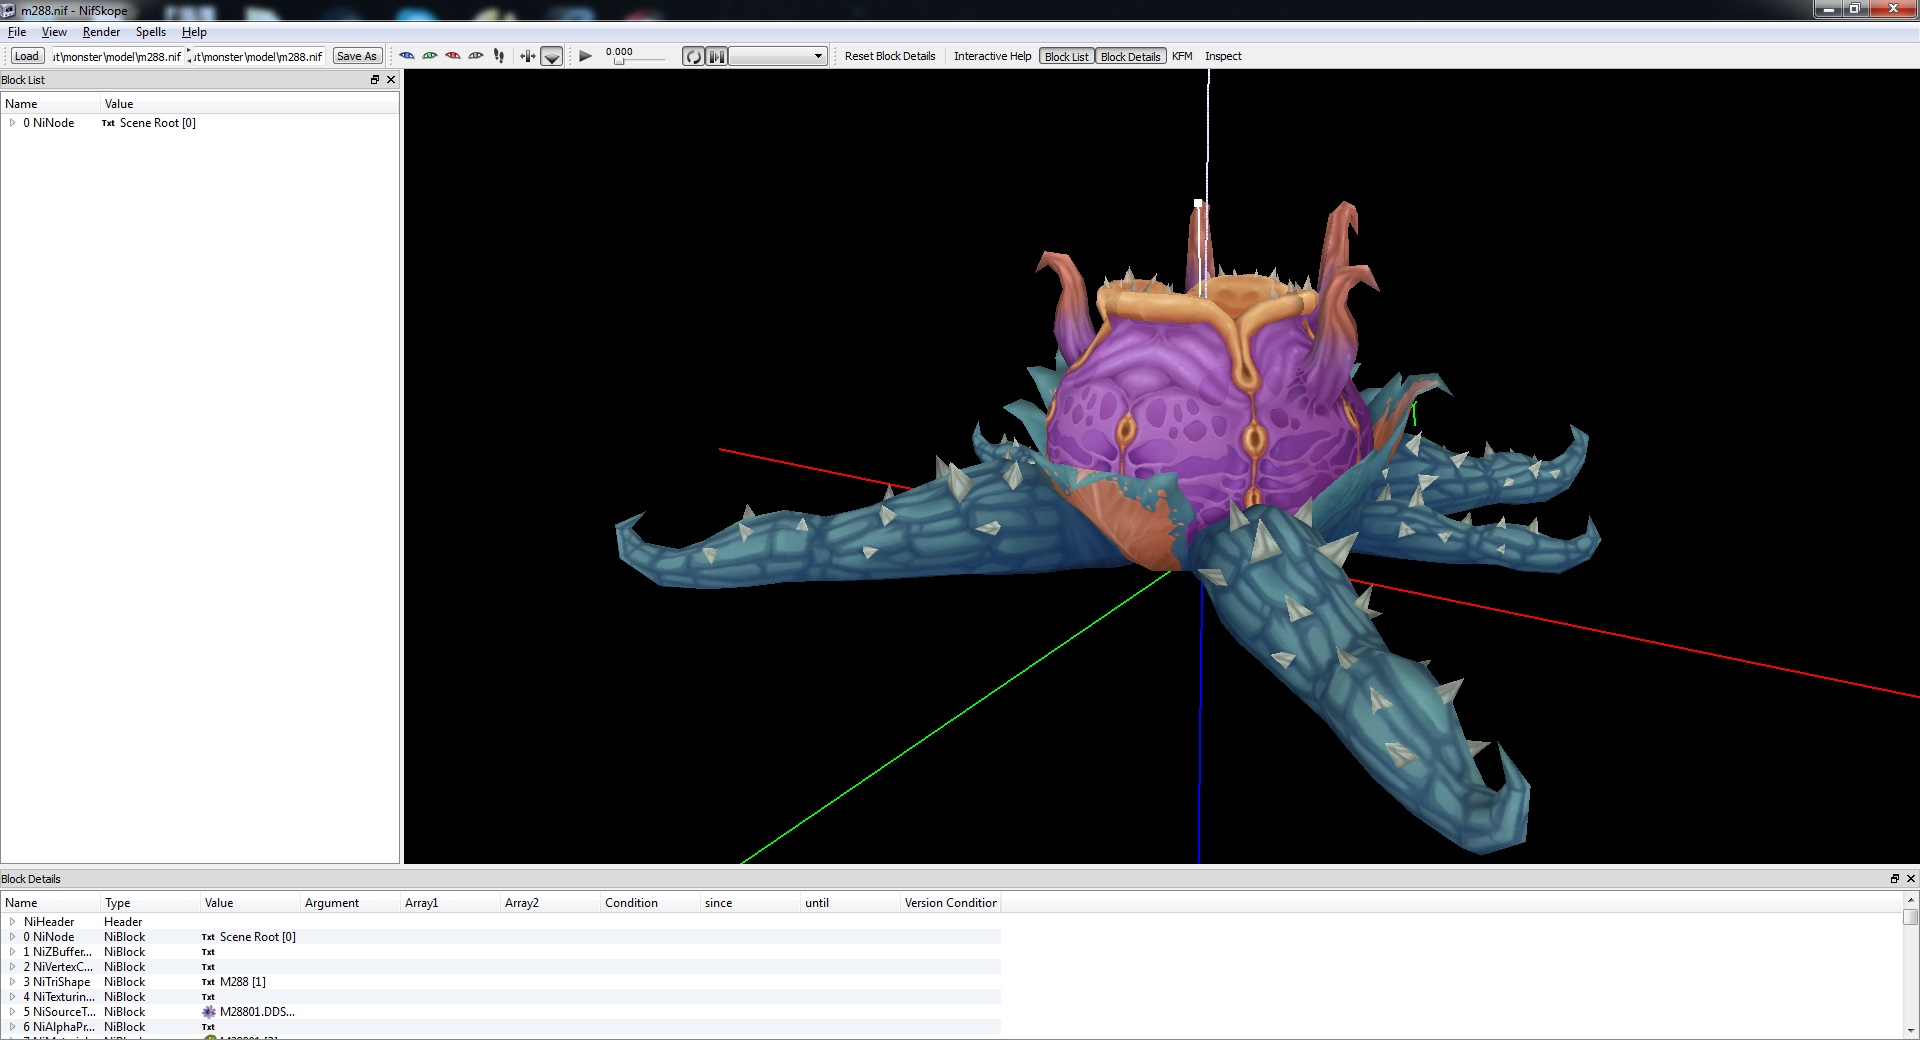 m288.nif - NifSkope
File View Render Spells Help
Load ut\monster\model\m288.nif ut\monster\model\m288.nif Save As 0.000 Reset Block Details Interactive Help Block List Block Details KFM Inspect
Block List
Name Value
0 NiNode Txt Scene Root [0]
Block Details
Name Type Value Argument Array1 Array2 Condition since until Version Condition
NiHeader Header
0 NiNode NiBlock Txt Scene Root [0]
1 NiZBuffer... NiBlock Txt
2 NiVertexC... NiBlock Txt
3 NiTriShape NiBlock Txt M288 [1]
4 NiTexturin... NiBlock Txt
5 NiSourceT... NiBlock M28801.DDS...
6 NiAlphaPr... NiBlock Txt